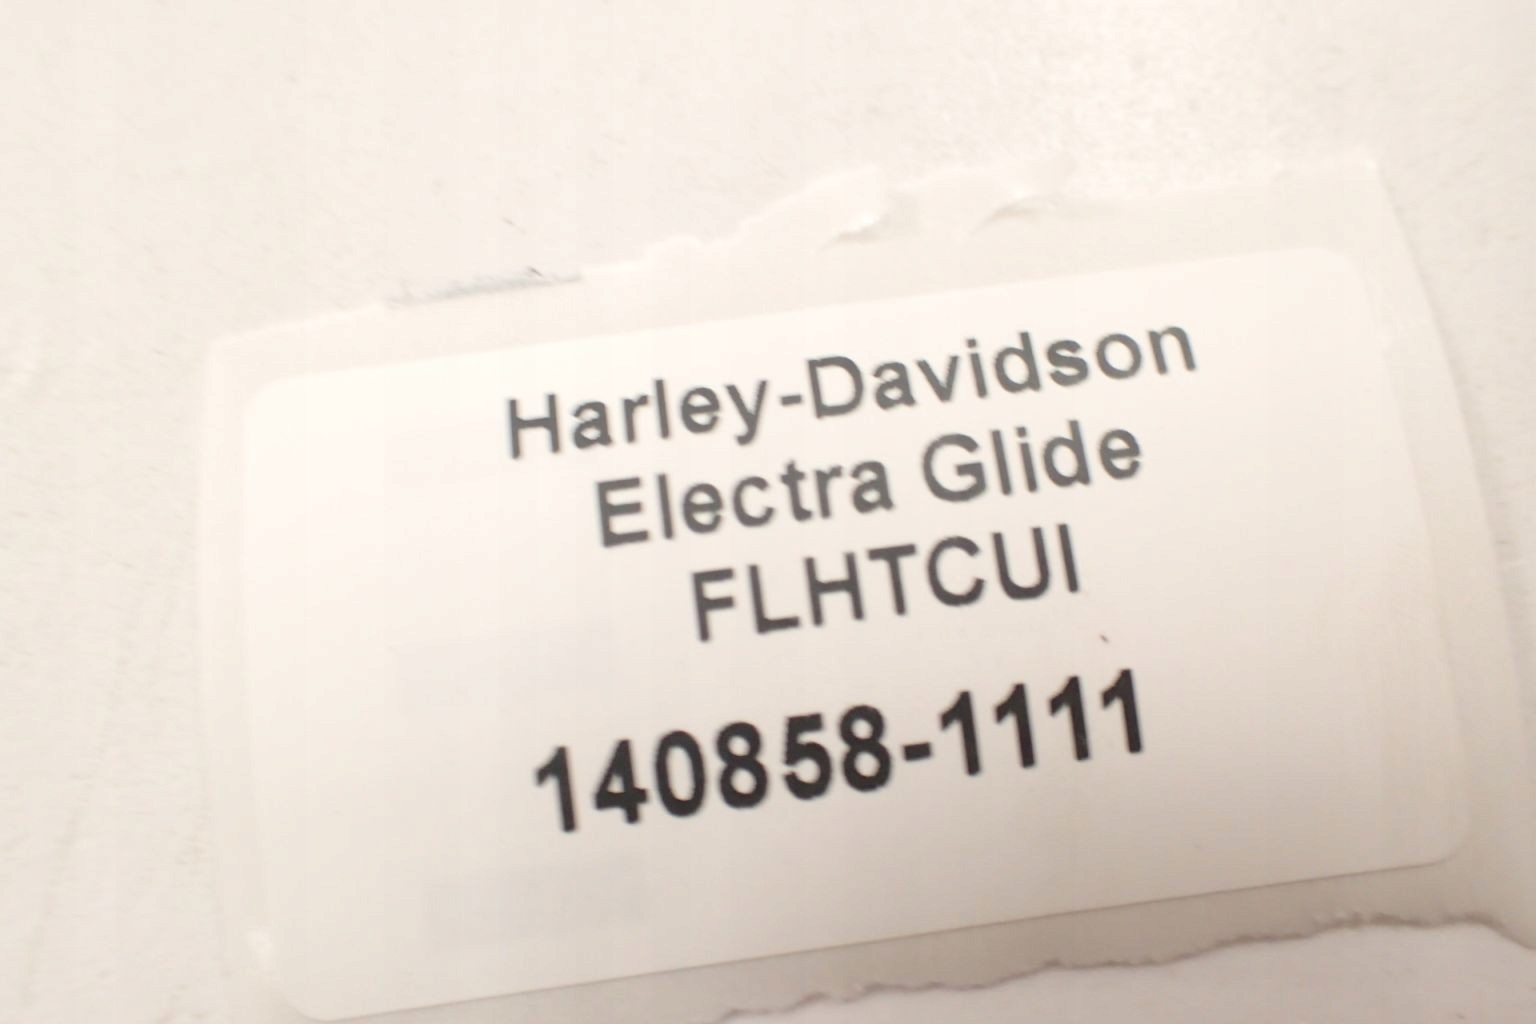 Harley-Davidson
Electra Glide
FLHTCUI
140858-1111